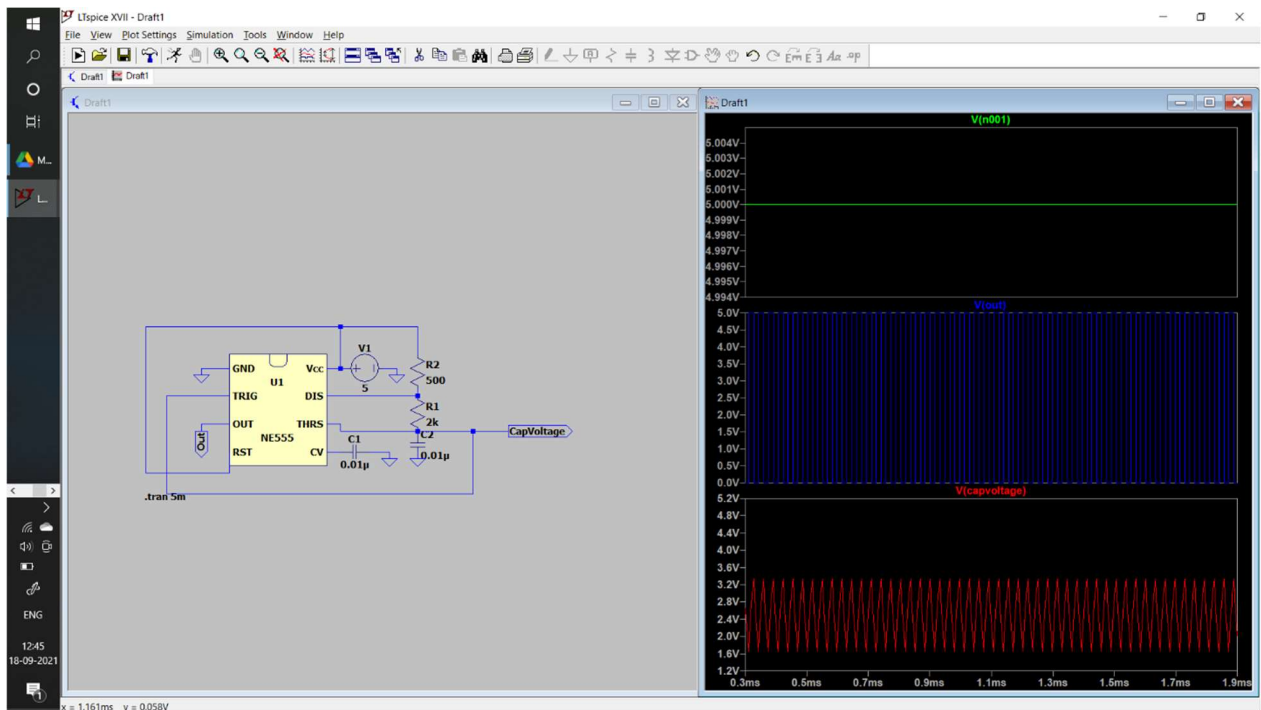 LTspice XVII - Draft1
File View Plot Settings Simulation Tools Window Help
Draft1 Draft1
Draft1
GND
TRIG
OUT
RST
U1
NE555
Vcc
DIS
THRS
CV
V1
5
R2
500
R1
2k
C1
0.01µ
C2
0.01µ
Out
CapVoltage
.tran 5m
Draft1
V(n001)
5.004V
5.003V
5.002V
5.001V
5.000V
4.999V
4.998V
4.997V
4.996V
4.995V
4.994V
V(out)
5.0V
4.5V
4.0V
3.5V
3.0V
2.5V
2.0V
1.5V
1.0V
0.5V
0.0V
V(capvoltage)
5.2V
4.8V
4.4V
4.0V
3.6V
3.2V
2.8V
2.4V
2.0V
1.6V
1.2V
0.3ms 0.5ms 0.7ms 0.9ms 1.1ms 1.3ms 1.5ms 1.7ms 1.9ms
M...
L...
ENG
12:45
18-09-2021
1
x = 1.161ms v = 0.058V